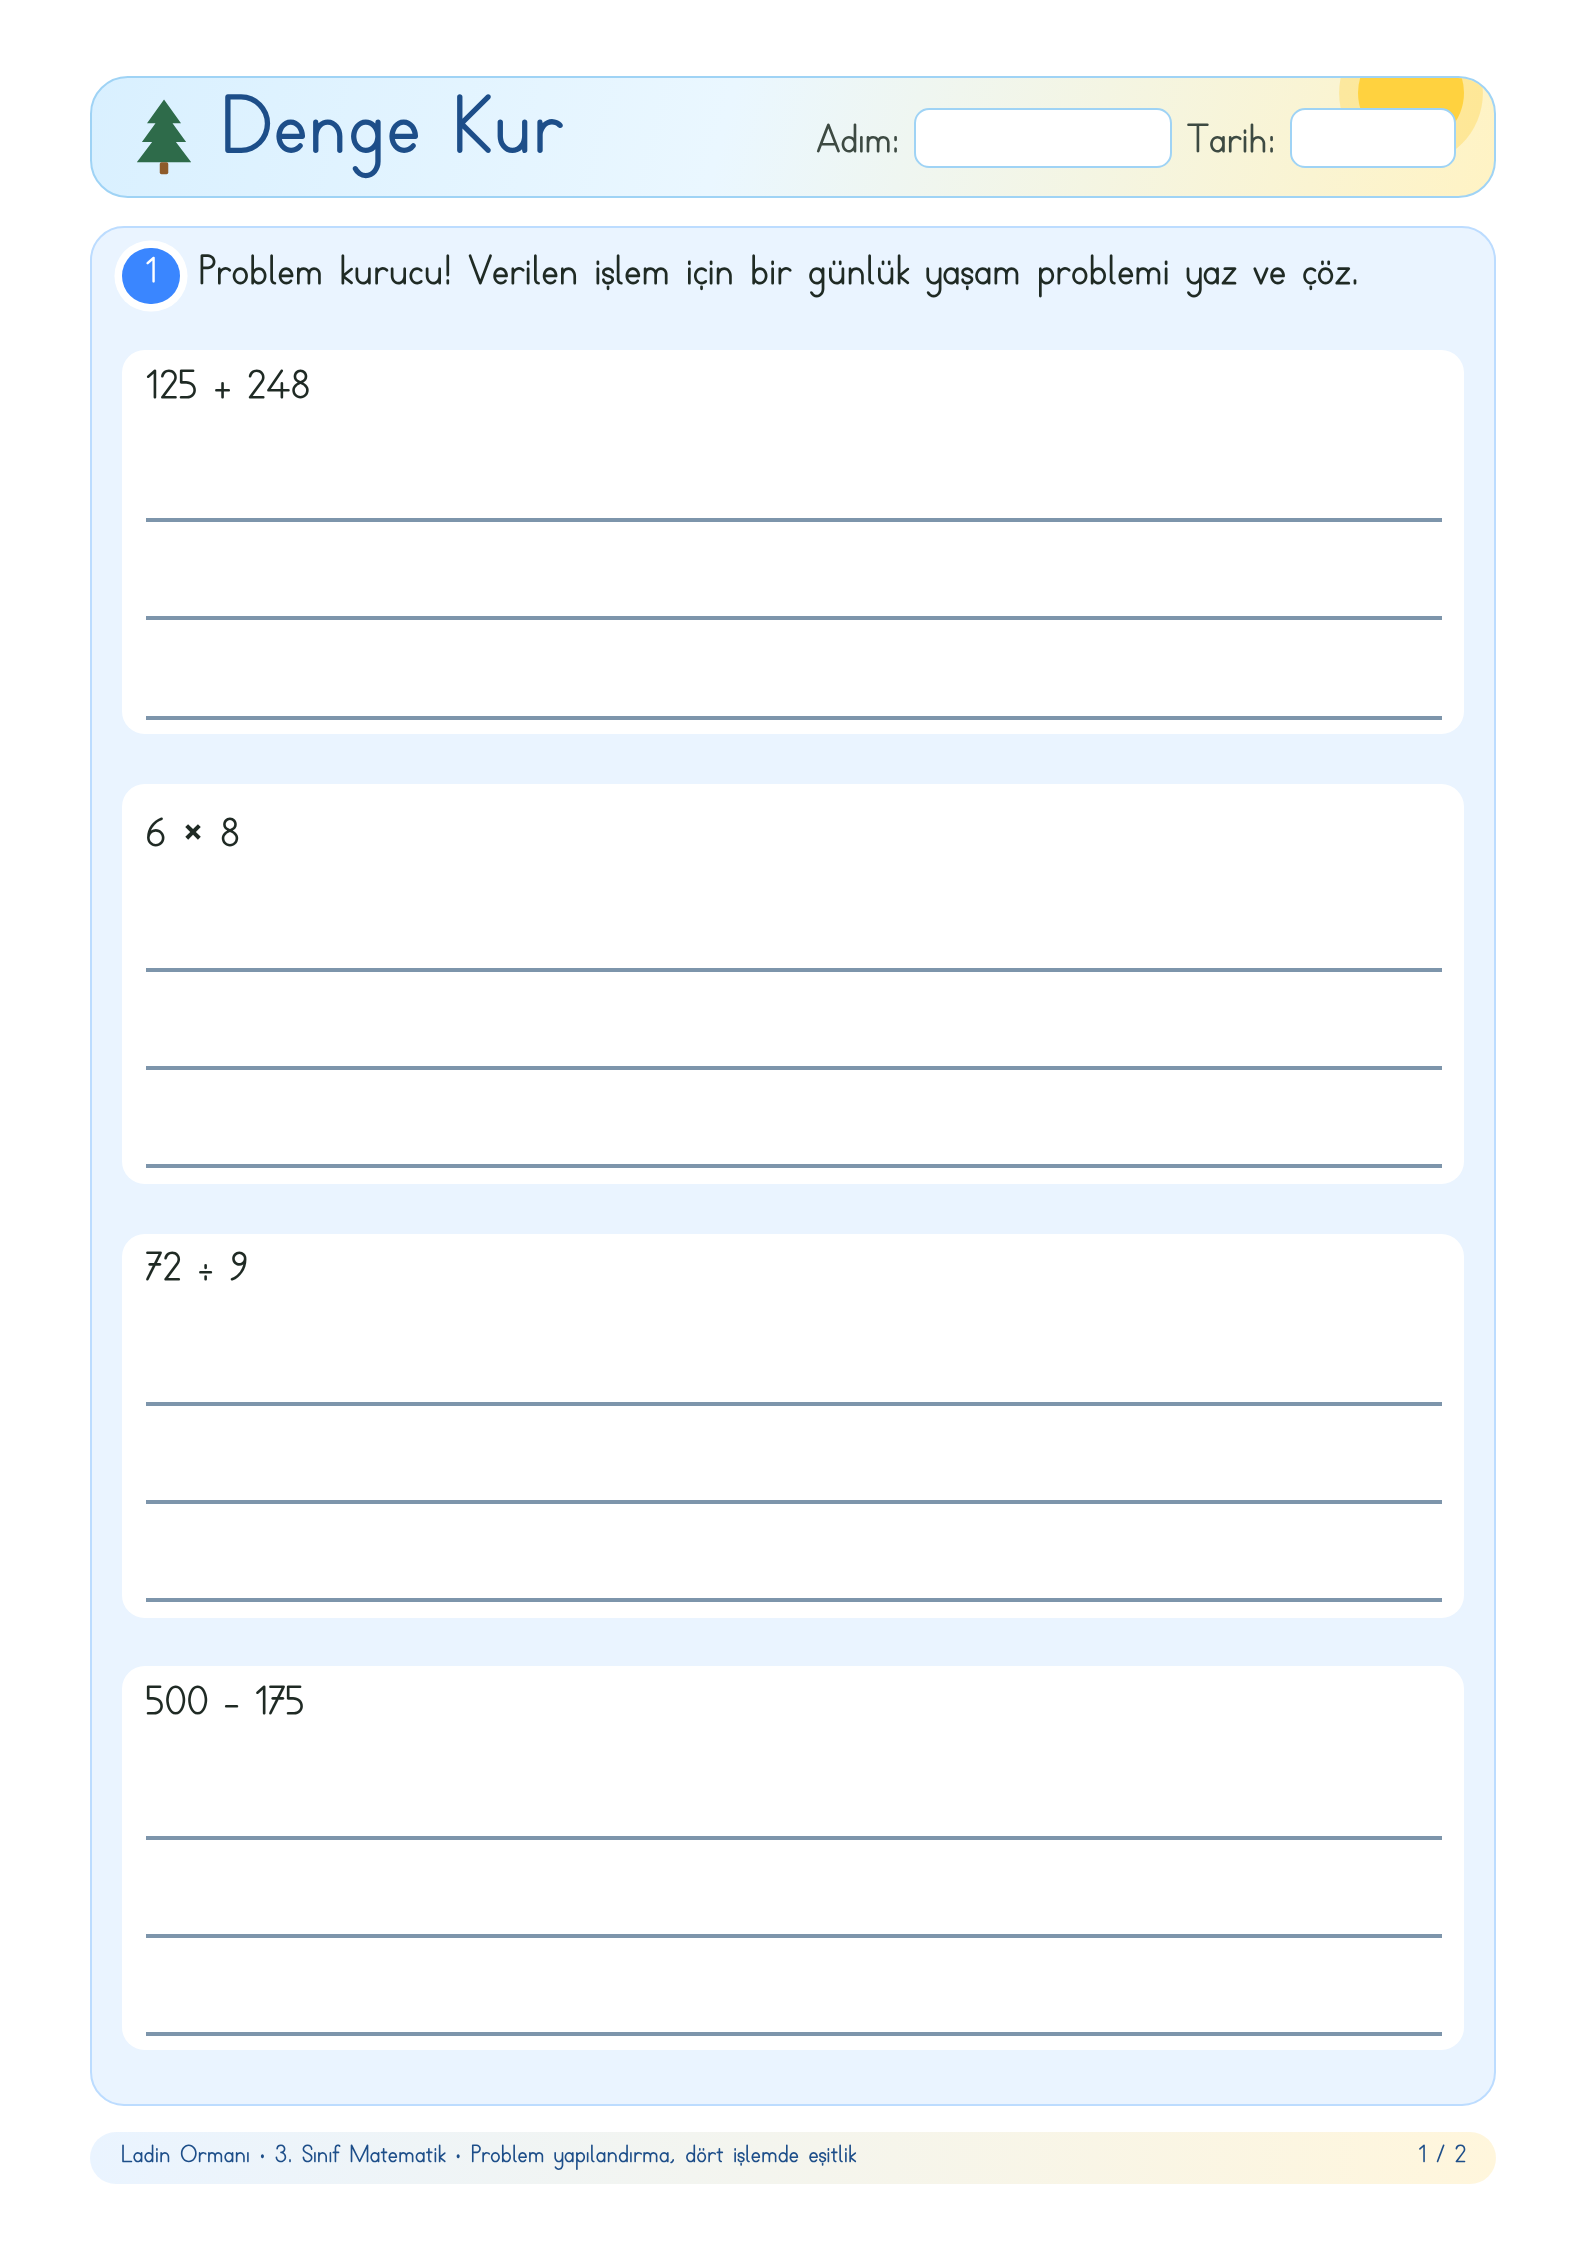 Denge Kur
Adım:
Tarih:
1 Problem kurucu! Verilen işlem için bir günlük yaşam problemi yaz ve çöz.
125 + 248
6 × 8
72 ÷ 9
500 - 175
Ladin Ormanı • 3. Sınıf Matematik • Problem yapılandırma, dört işlemde eşitlik
1 / 2